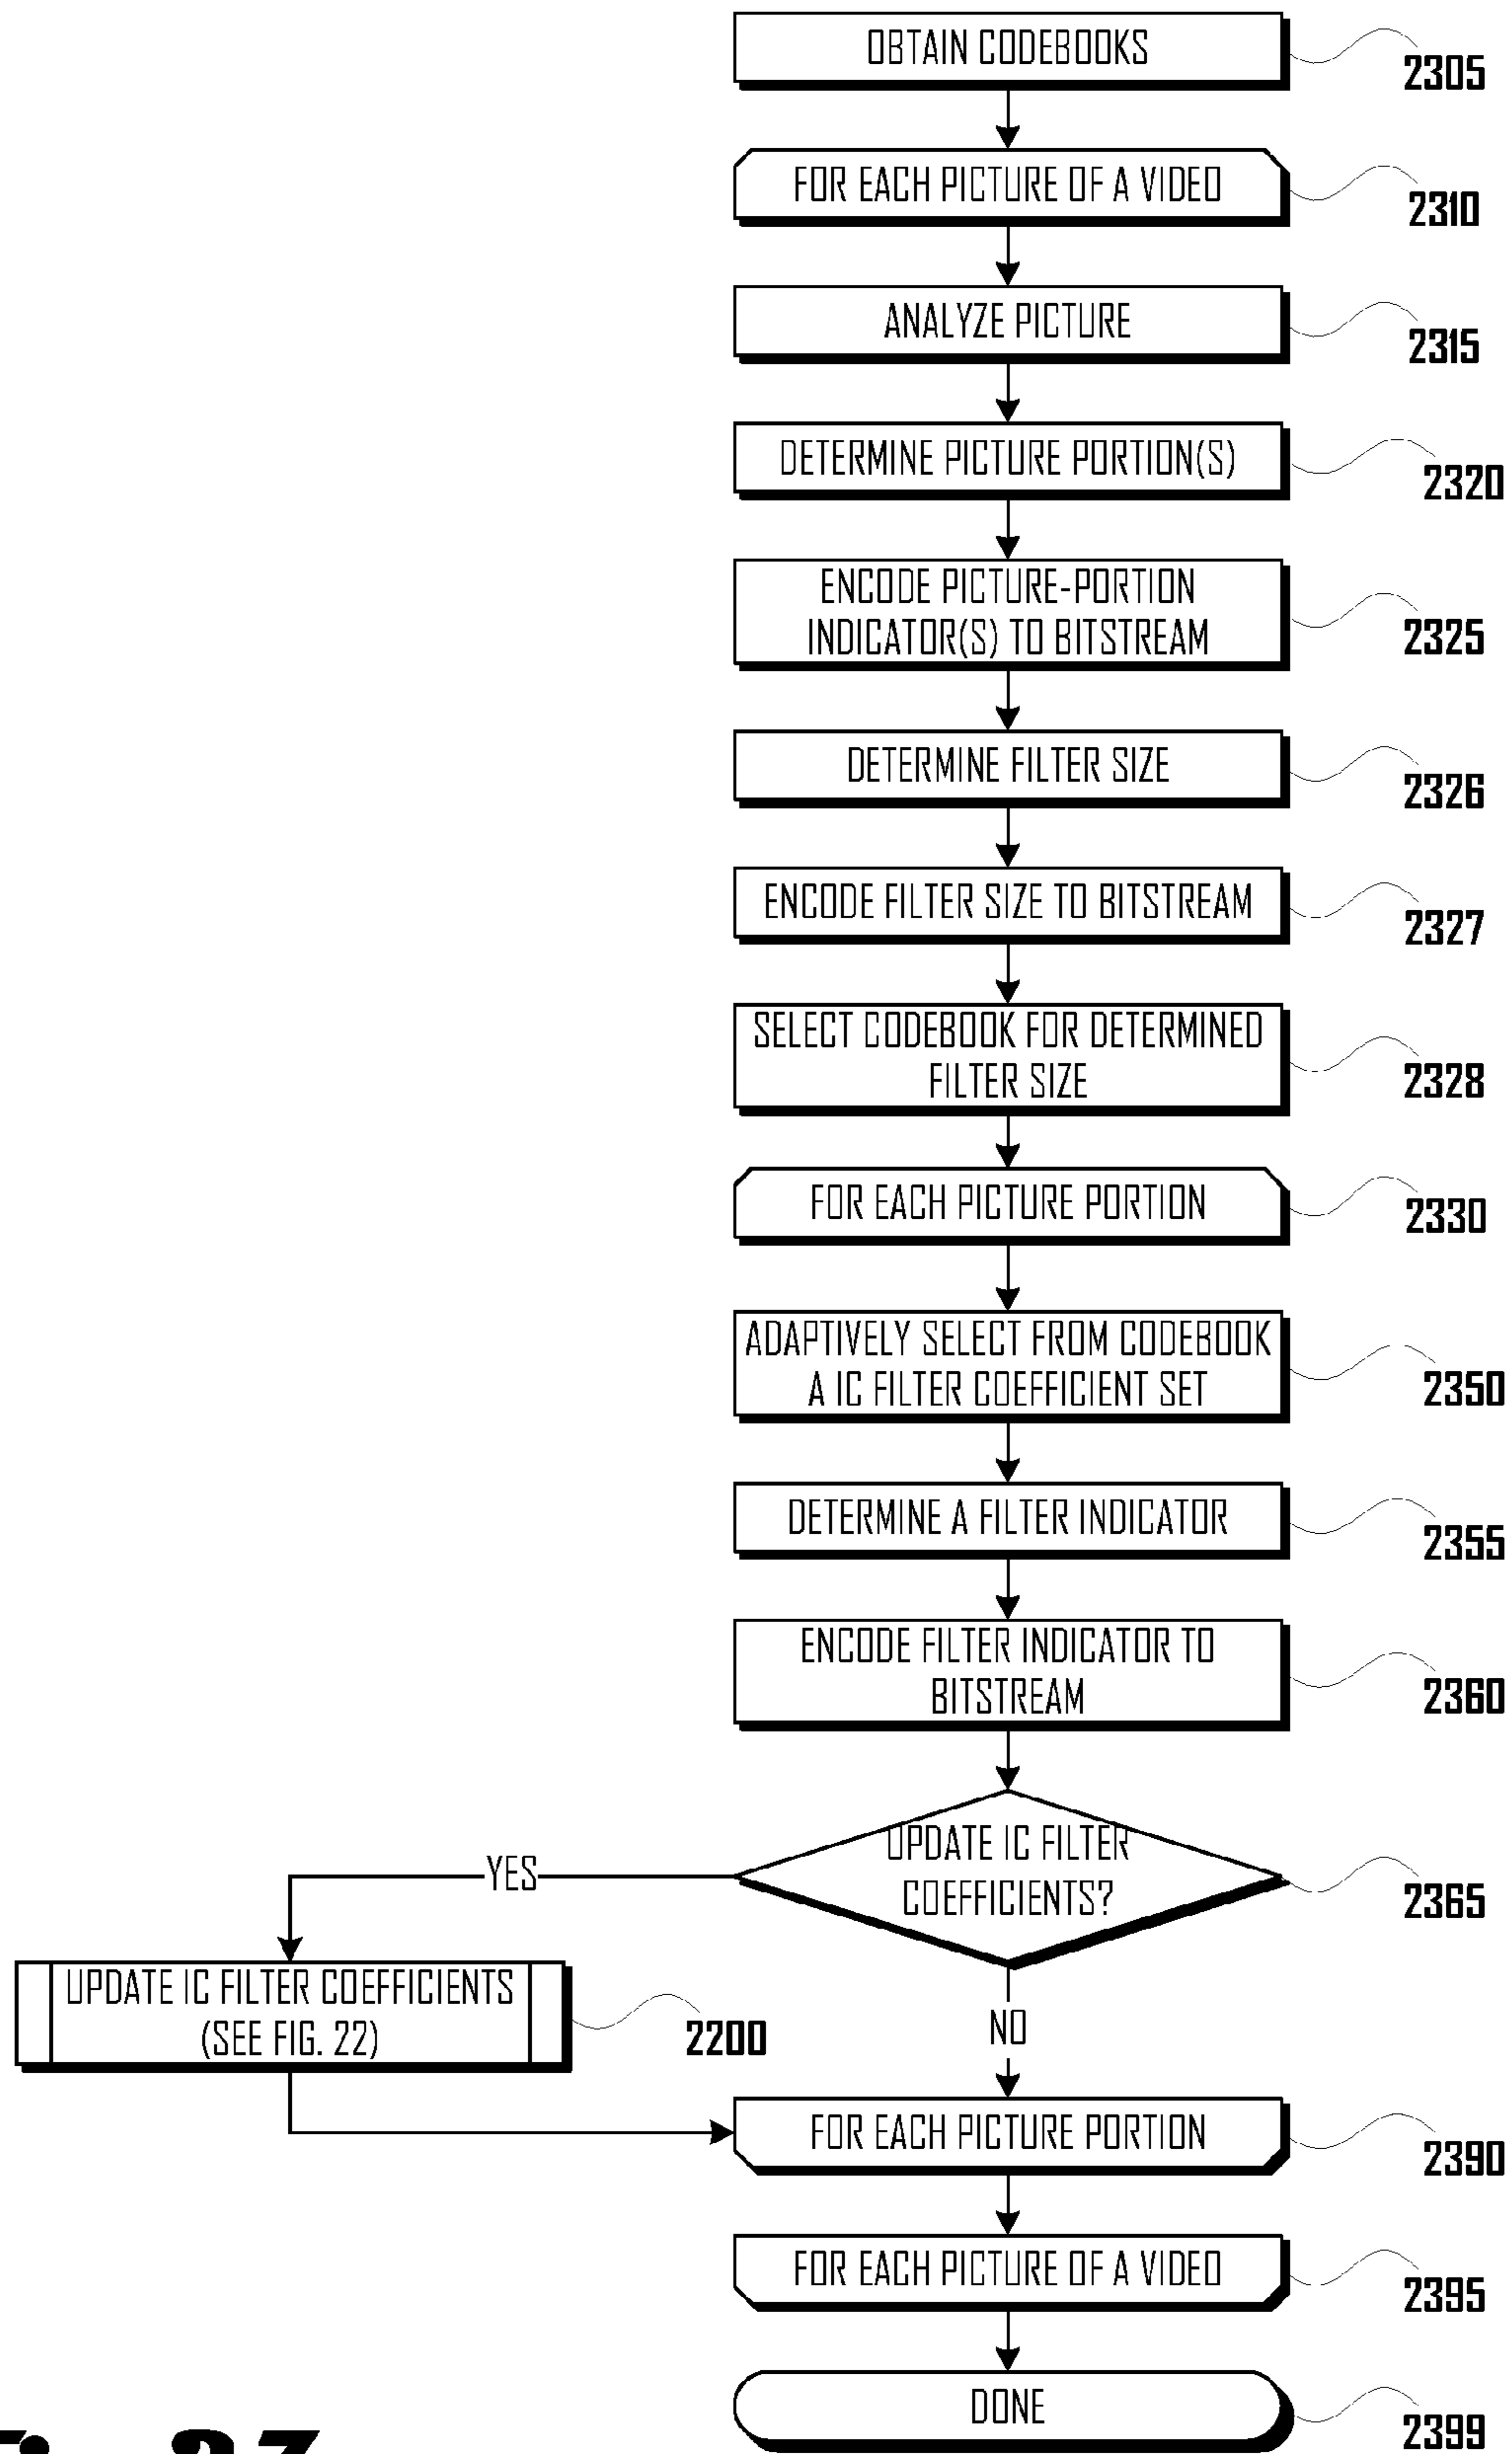 OBTAIN CODEBOOKS
2305
FOR EACH PICTURE OF A VIDEO
2310
ANALYZE PICTURE
2315
DETERMINE PICTURE PORTION(S)
2320
ENCODE PICTURE-PORTION
INDICATOR(S) TO BITSTREAM
2325
DETERMINE FILTER SIZE
2326
ENCODE FILTER SIZE TO BITSTREAM
2327
SELECT CODEBOOK FOR DETERMINED
FILTER SIZE
2328
FOR EACH PICTURE PORTION
2330
ADAPTIVELY SELECT FROM CODEBOOK
A IC FILTER COEFFICIENT SET
2350
DETERMINE A FILTER INDICATOR
2355
ENCODE FILTER INDICATOR TO
BITSTREAM
2360
UPDATE IC FILTER
COEFFICIENTS?
2365
YES
UPDATE IC FILTER COEFFICIENTS
(SEE FIG. 22)
2200
NO
FOR EACH PICTURE PORTION
2390
FOR EACH PICTURE OF A VIDEO
2395
DONE
2399